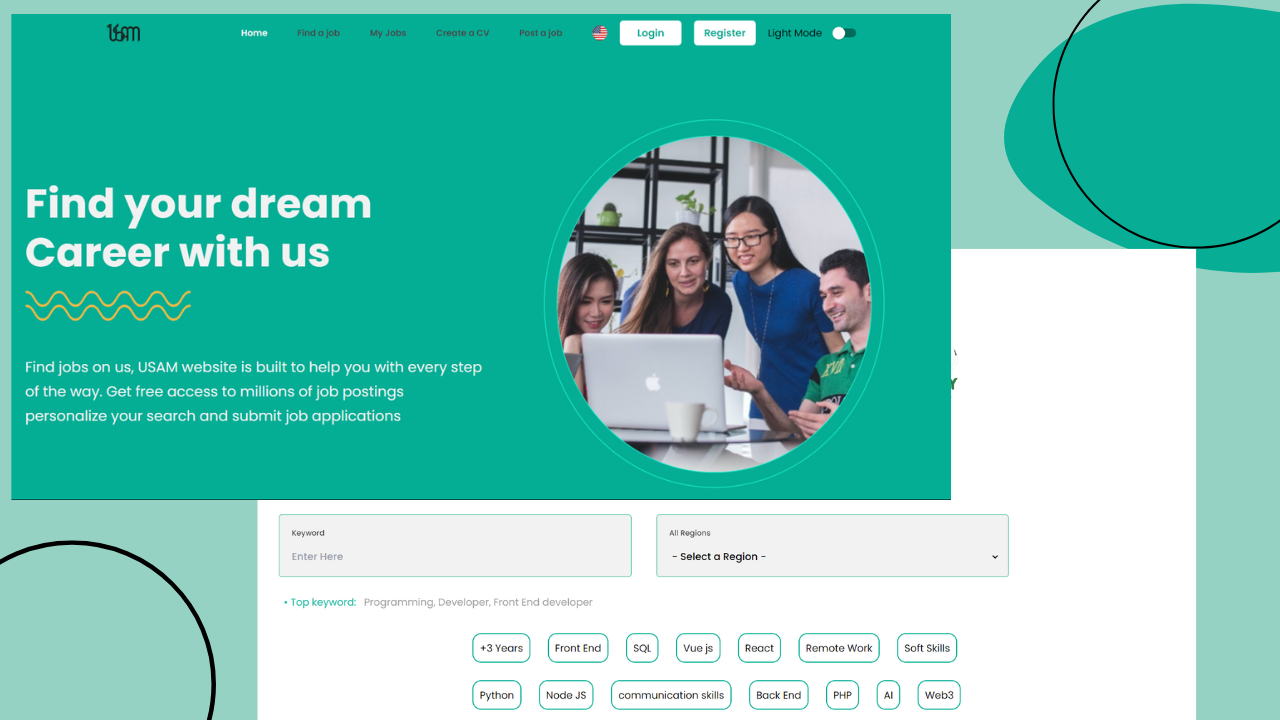 USAM
Home Find a job My Jobs Create a CV Post a job Login Register Light Mode
Find your dream
Career with us
Find jobs on us, USAM website is built to help you with every step
of the way. Get free access to millions of job postings
personalize your search and submit job applications
Y
Keyword All Regions
Enter Here - Select a Region -
• Top keyword: Programming, Developer, Front End developer
+3 Years Front End SQL Vue js React Remote Work Soft Skills
Python Node JS communication skills Back End PHP AI Web3